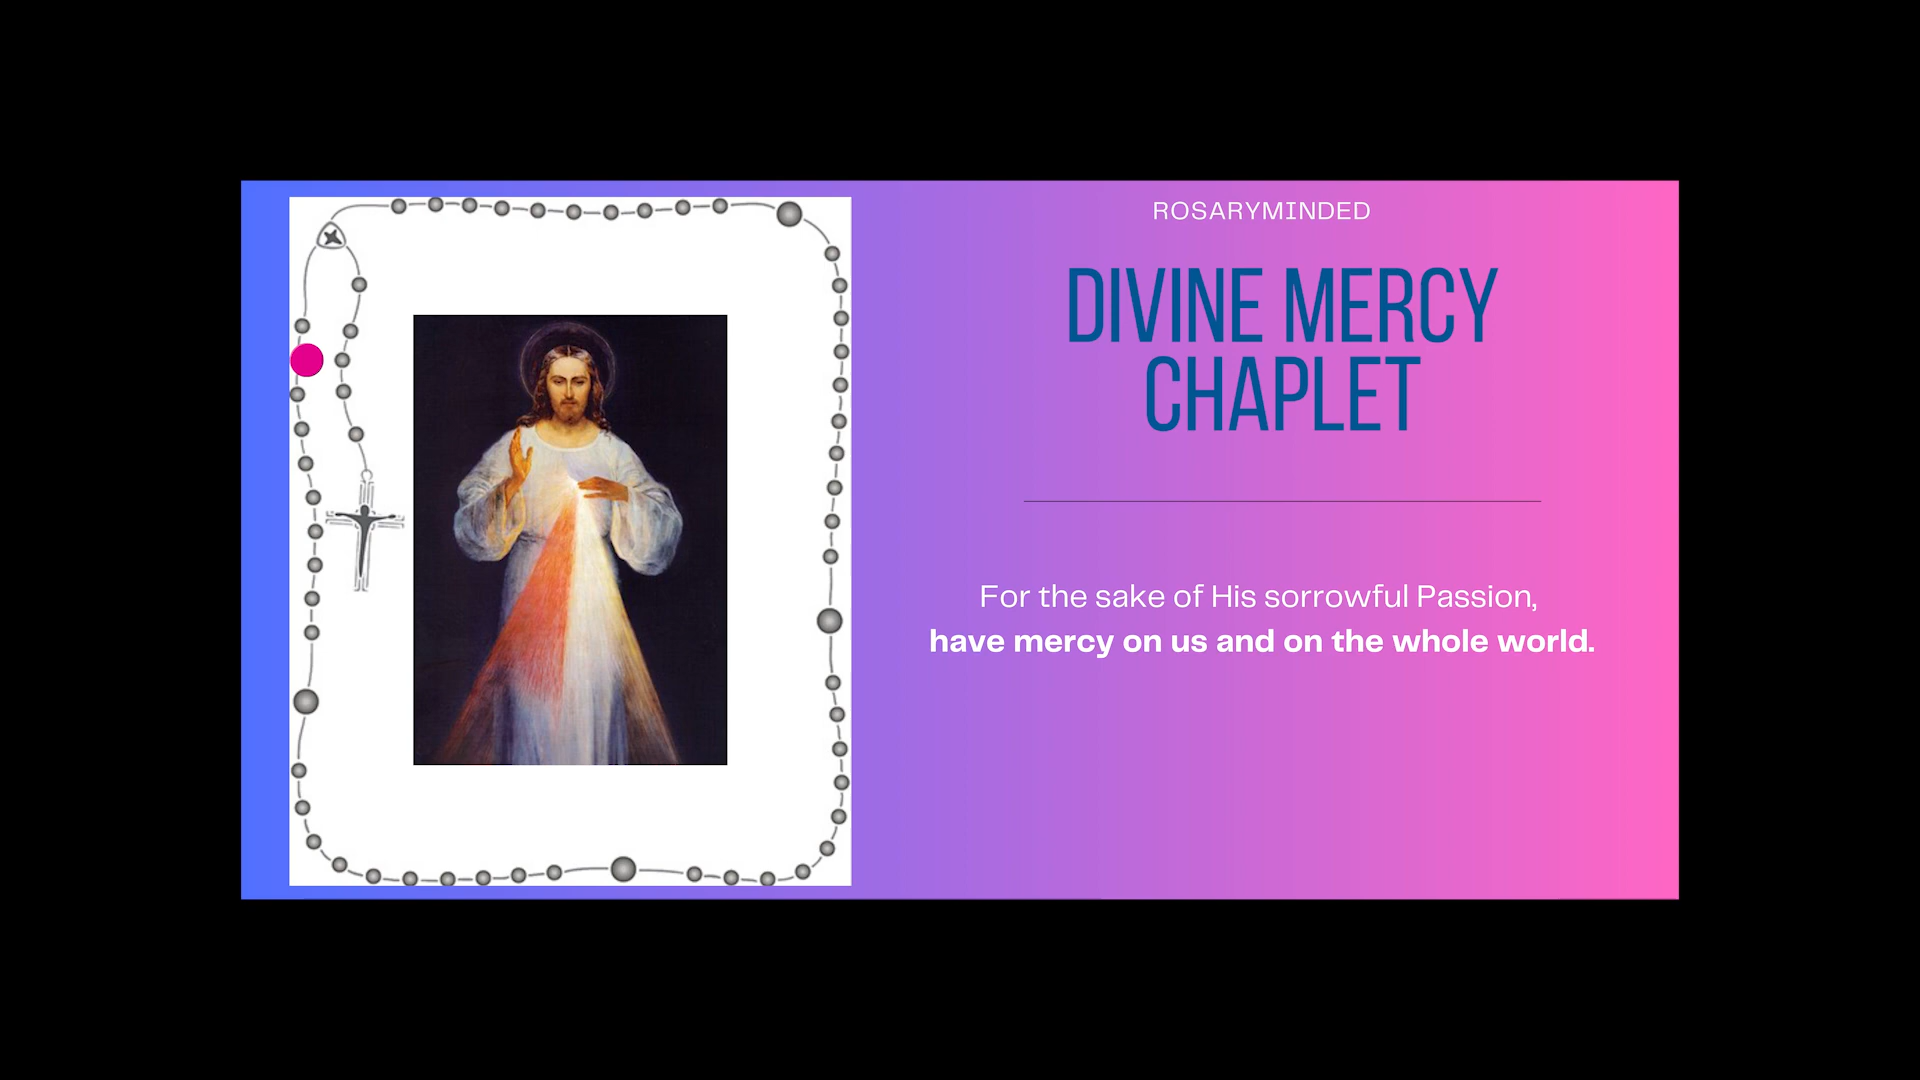 ROSARYMINDED
DIVINE MERCY
CHAPLET
For the sake of His sorrowful Passion,
have mercy on us and on the whole world.